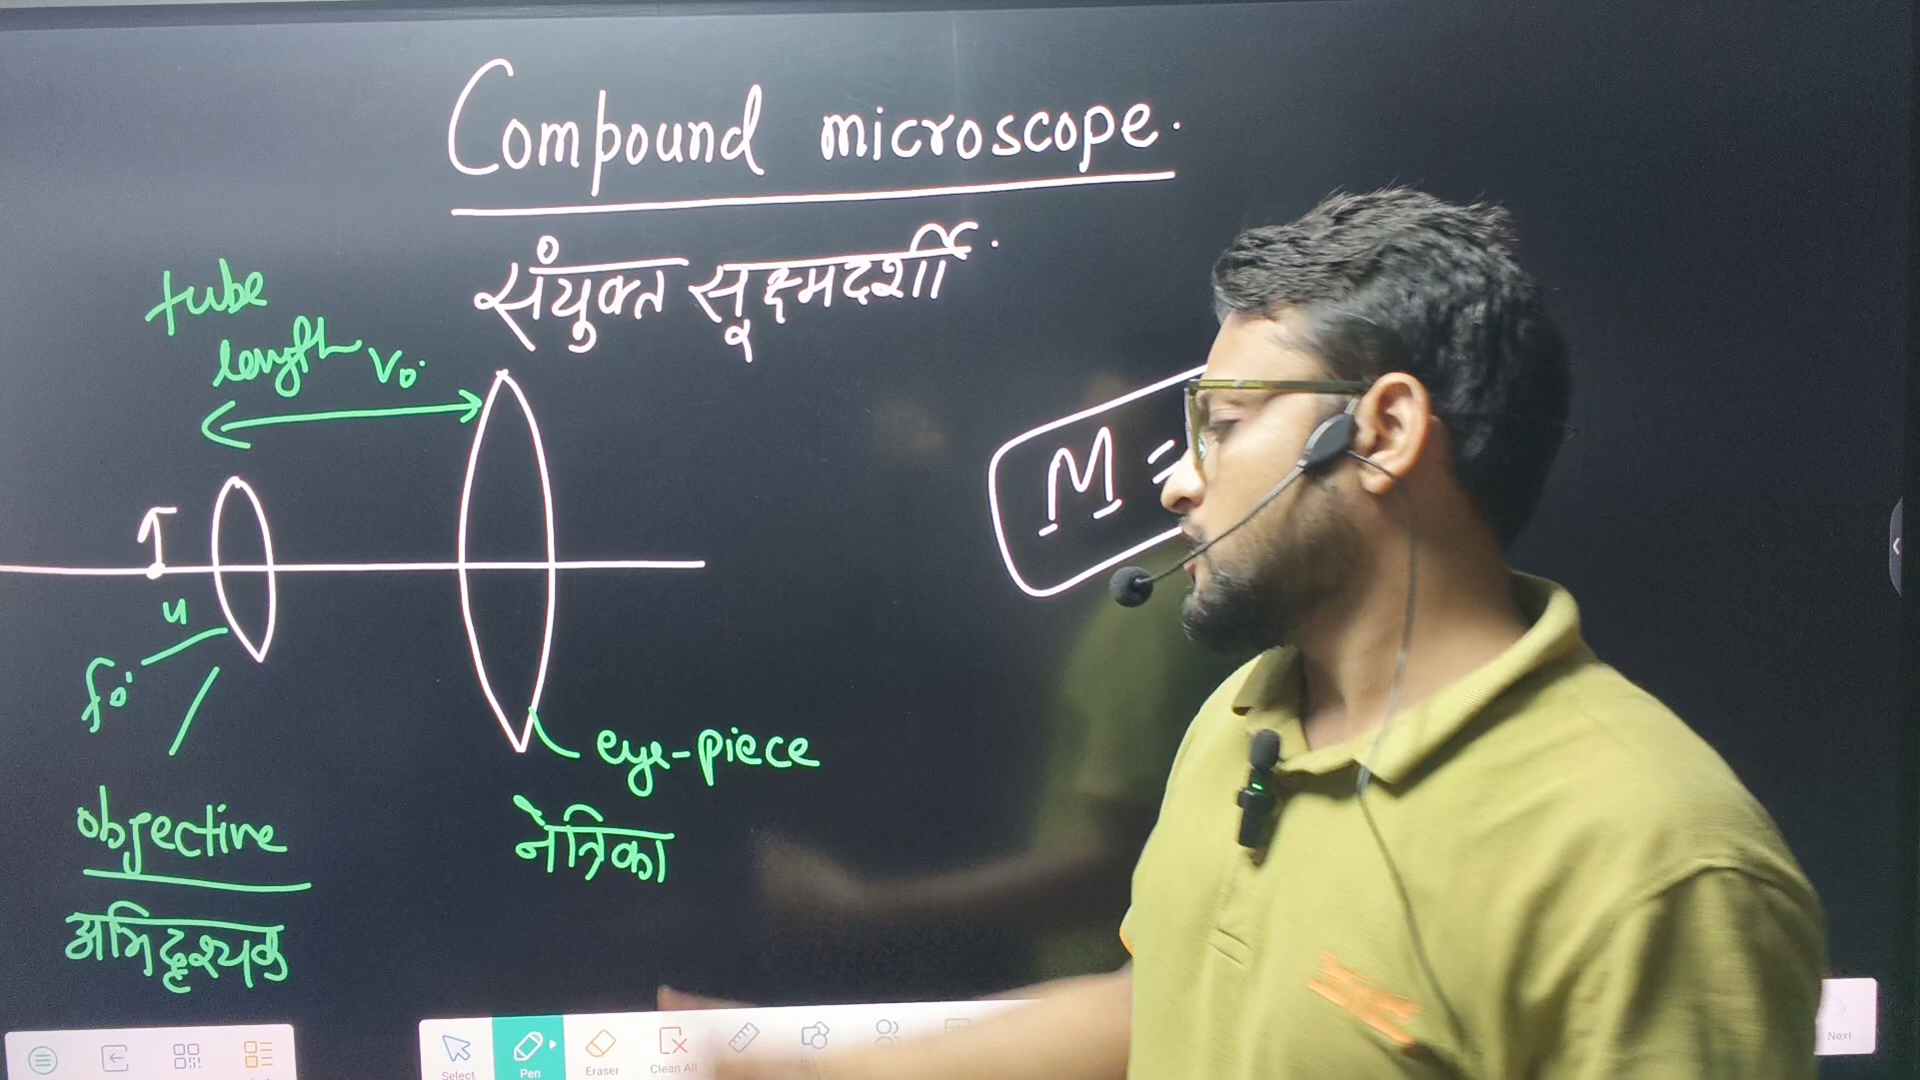 Compound microscope.
संयुक्त सूक्ष्मदर्शी.
tube
length v₀.
M =
u
f₀
eye-piece
नेत्रिका
objective
अभिदृश्यक
Select
Pen
Eraser
Clean All
Next